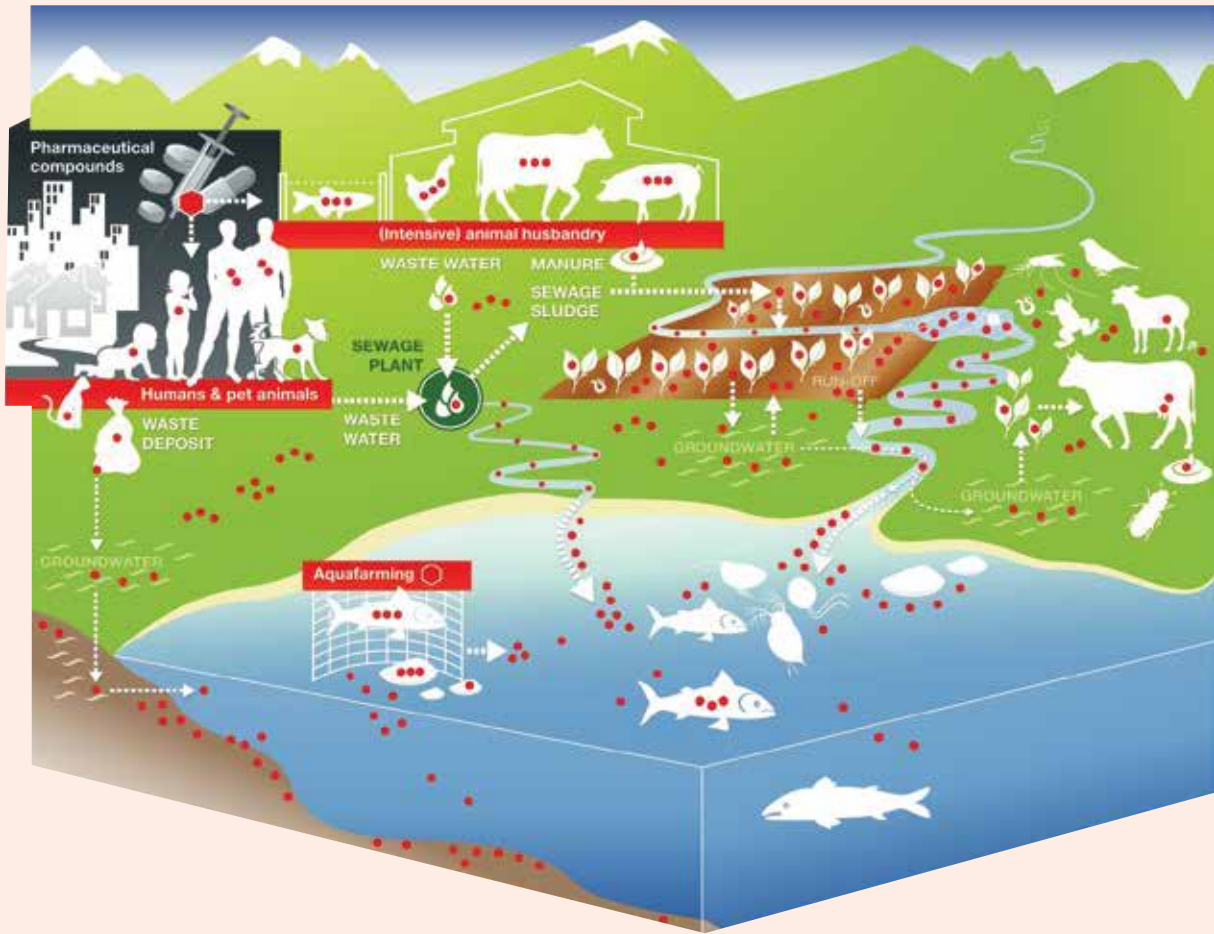 Pharmaceutical
compounds
(Intensive) animal husbandry
WASTE WATER
MANURE
SEWAGE
SLUDGE
SEWAGE
PLANT
Humans & pet animals
WASTE
DEPOSIT
WASTE
WATER
RUN-OFF
GROUNDWATER
GROUNDWATER
GROUNDWATER
Aquafarming